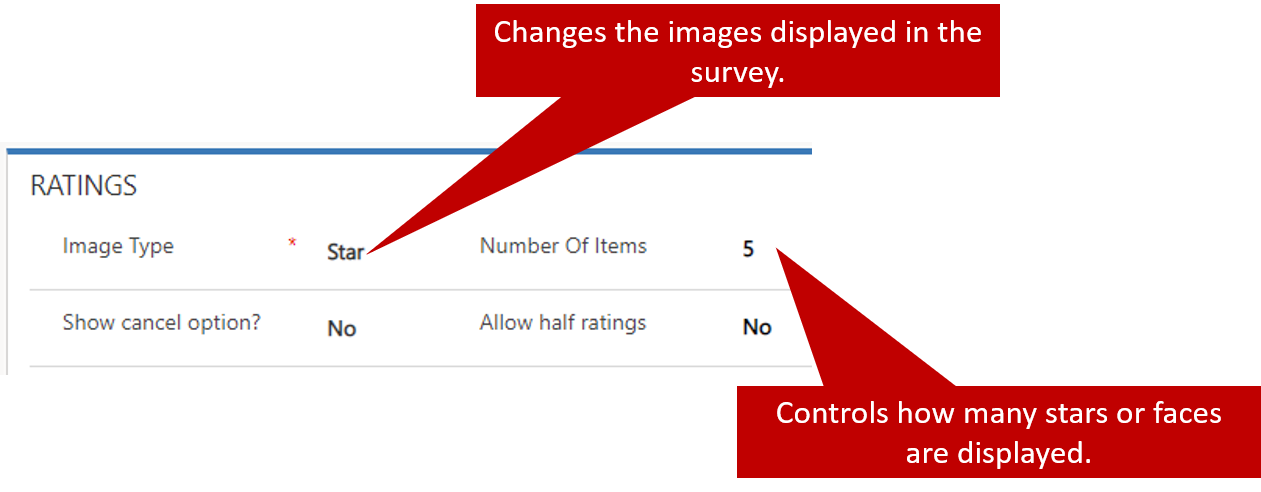 Changes the images displayed in the
survey.
RATINGS
Image Type * Star Number Of Items 5
Show cancel option? No Allow half ratings No
Controls how many stars or faces
are displayed.